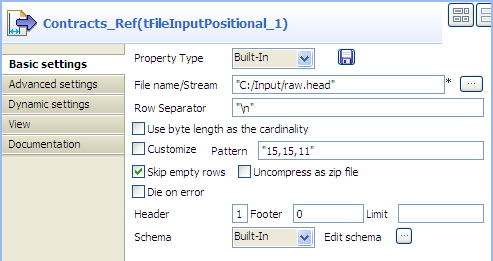 Contracts_Ref(tFileInputPositional_1)
Basic settings
Advanced settings
Dynamic settings
View
Documentation
Property Type Built-In
File name/Stream "C:/Input/raw.head" * ...
Row Separator "\n"
Use byte length as the cardinality
Customize Pattern "15,15,11"
Skip empty rows Uncompress as zip file
Die on error
Header 1 Footer 0 Limit
Schema Built-In Edit schema ...